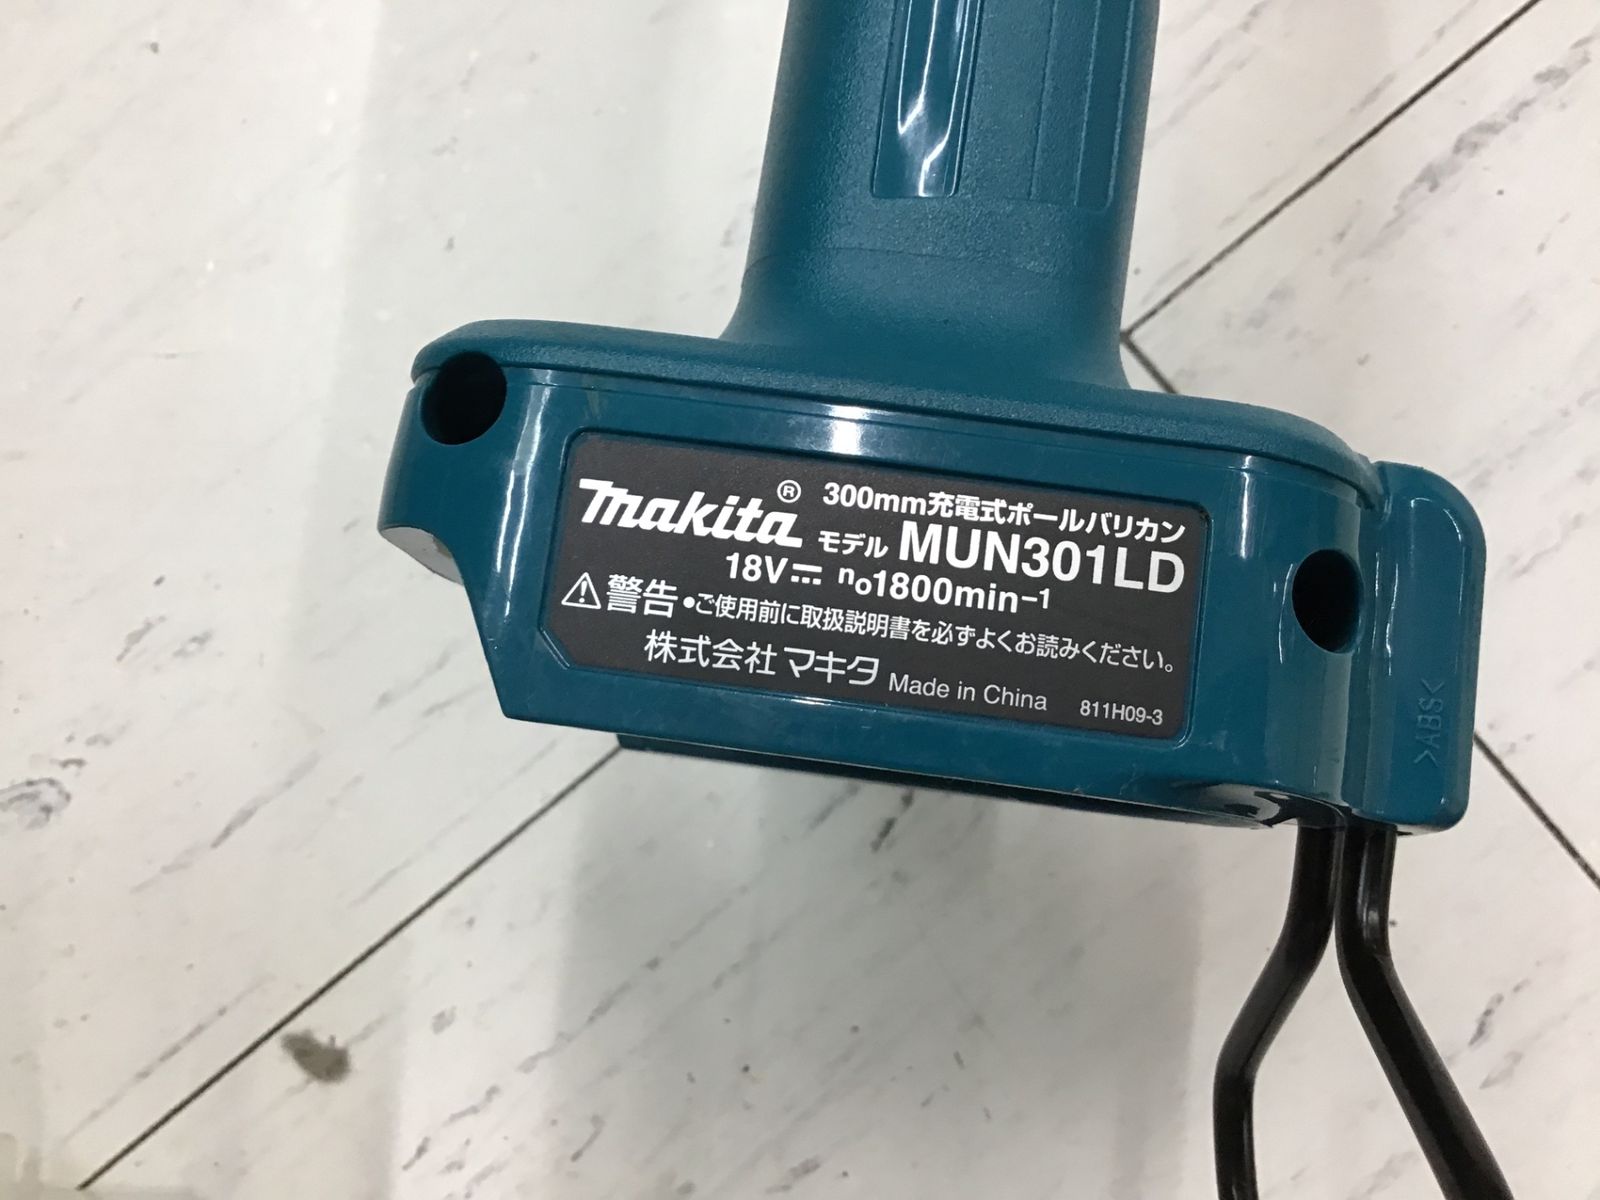 makita®
300mm充電式ポールバリカン
モデル MUN301LD
18V⎓ n₀1800min⁻¹
⚠警告 •ご使用前に取扱説明書を必ずよくお読みください。
株式会社マキタ Made in China 811H09-3
>ABS<